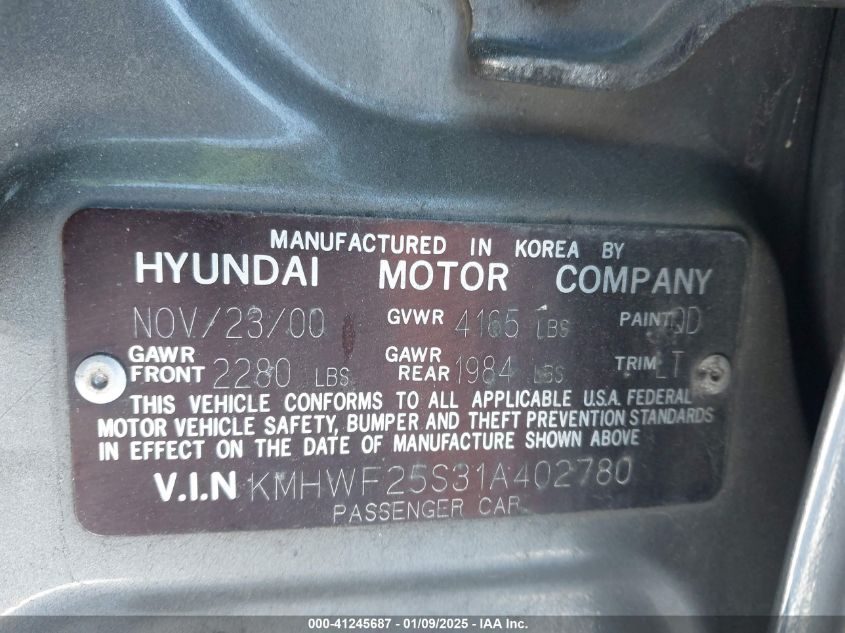 MANUFACTURED IN KOREA BY
HYUNDAI MOTOR COMPANY
NOV/23/00 GVWR 4165 LBS PAINT QD
GAWR FRONT 2280 LBS GAWR REAR 1984 LBS TRIM LT
THIS VEHICLE CONFORMS TO ALL APPLICABLE U.S.A. FEDERAL
MOTOR VEHICLE SAFETY, BUMPER AND THEFT PREVENTION STANDARDS
IN EFFECT ON THE DATE OF MANUFACTURE SHOWN ABOVE
V.I.N KMHWF25S31A402780
PASSENGER CAR
000-41245687 - 01/09/2025 - IAA Inc.